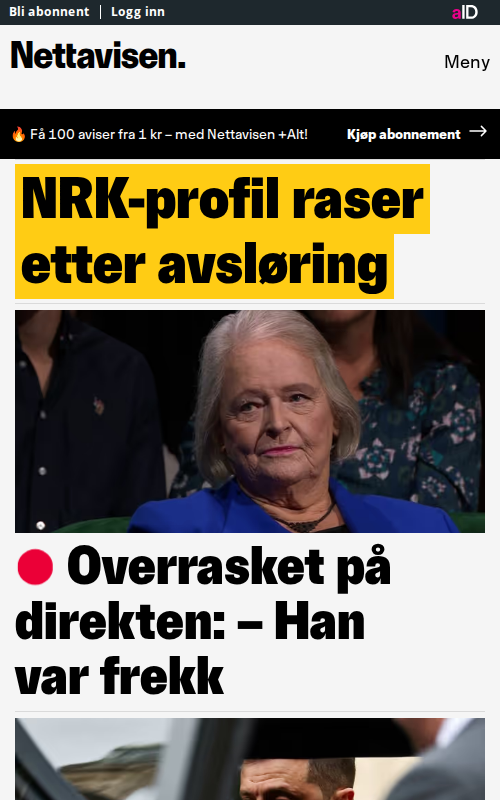 Bli abonnent | Logg inn
aID
Nettavisen.
Meny
🔥 Få 100 aviser fra 1 kr – med Nettavisen +Alt!
Kjøp abonnement →
NRK-profil raser
etter avsløring
🔴 Overrasket på
direkten: – Han
var frekk